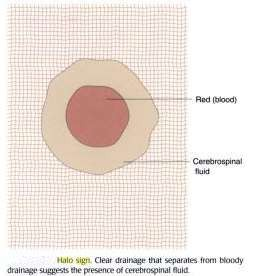 Red (blood)
Cerebrospinal
fluid
Halo sign. Clear drainage that separates from bloody
drainage suggests the presence of cerebrospinal fluid.